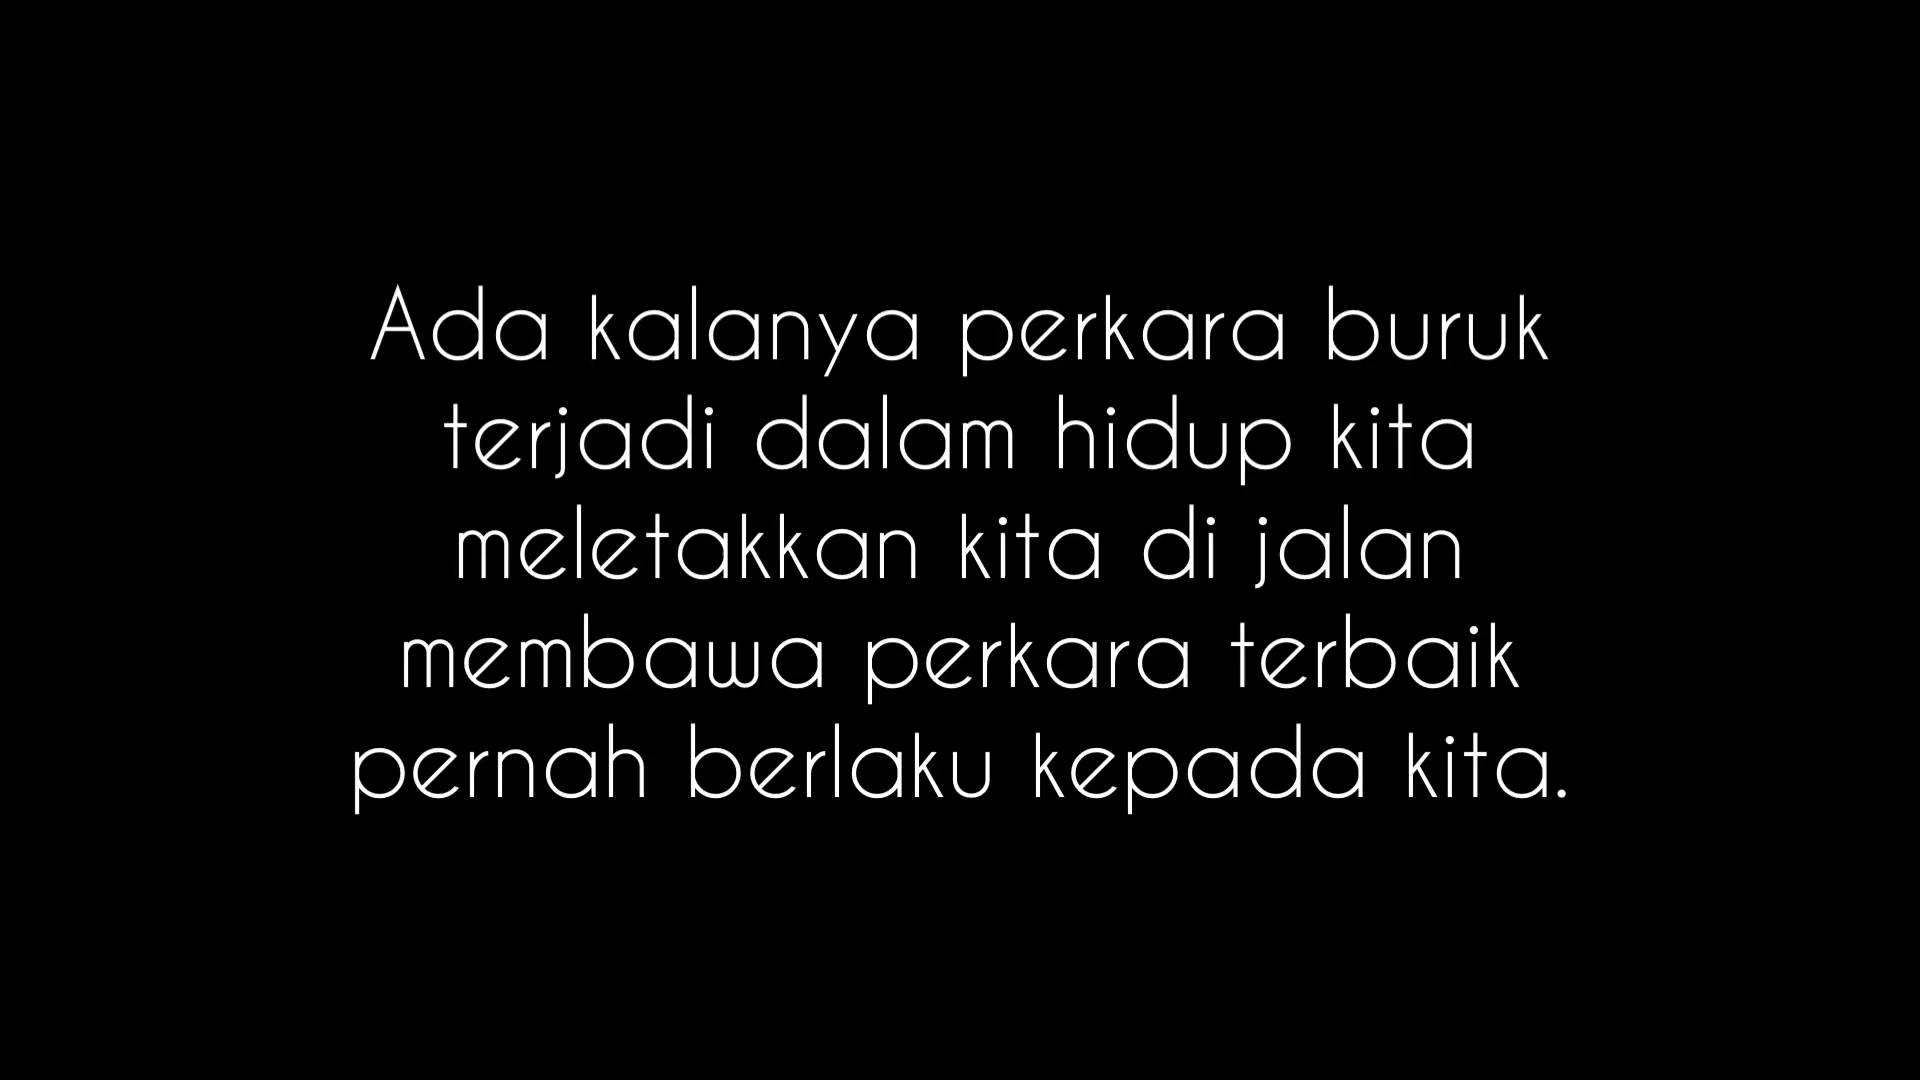 Ada kalanya perkara buruk
terjadi dalam hidup kita
meletakkan kita di jalan
membawa perkara terbaik
pernah berlaku kepada kita.